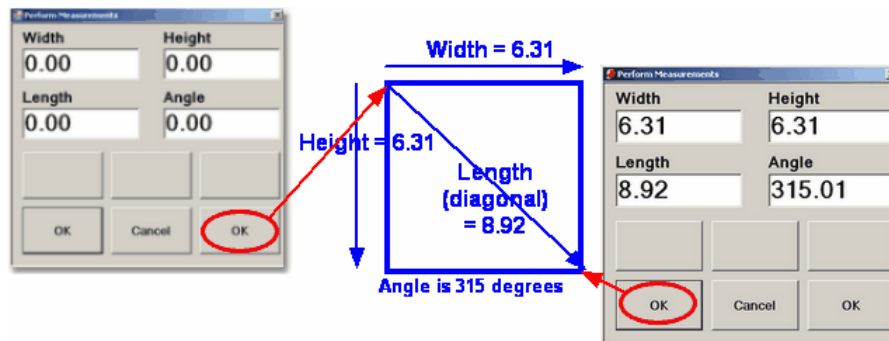 Perform Measurements
Width Height
0.00 0.00
Length Angle
0.00 0.00
OK Cancel OK
Width = 6.31
Height = 6.31
Length
(diagonal)
= 8.92
Angle is 315 degrees
Perform Measurements
Width Height
6.31 6.31
Length Angle
8.92 315.01
OK Cancel OK